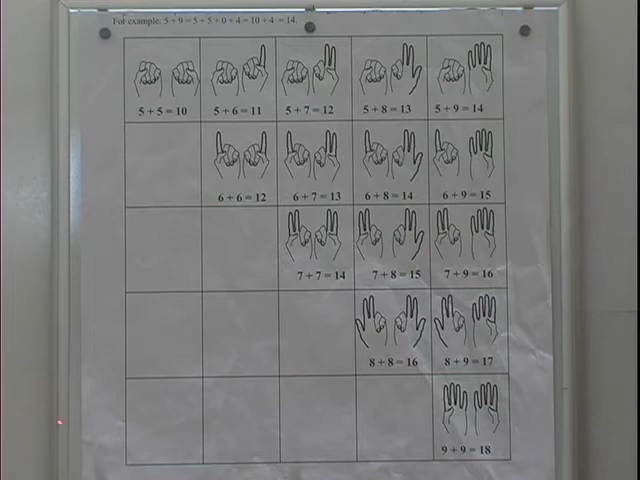 For example: 5 + 9 = 5 + 5 + 0 + 4 = 10 + 4 = 14.
5 + 5 = 10 5 + 6 = 11 5 + 7 = 12 5 + 8 = 13 5 + 9 = 14
6 + 6 = 12 6 + 7 = 13 6 + 8 = 14 6 + 9 = 15
7 + 7 = 14 7 + 8 = 15 7 + 9 = 16
8 + 8 = 16 8 + 9 = 17
9 + 9 = 18